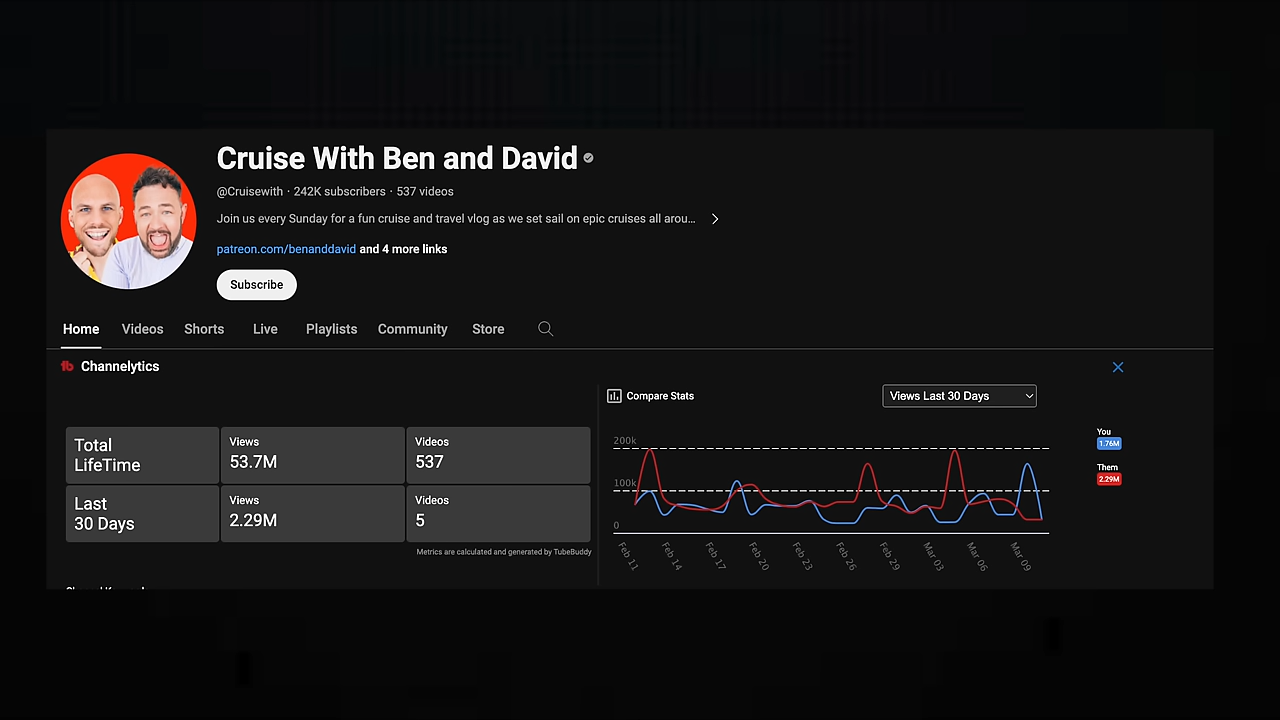 Cruise With Ben and David
@Cruisewith · 242K subscribers · 537 videos
Join us every Sunday for a fun cruise and travel vlog as we set sail on epic cruises all arou...
patreon.com/benanddavid and 4 more links
Subscribe
Home Videos Shorts Live Playlists Community Store
tb Channelytics
Total
LifeTime
Views
53.7M
Videos
537
Last
30 Days
Views
2.29M
Videos
5
Metrics are calculated and generated by TubeBuddy
Compare Stats
Views Last 30 Days
200k
100k
0
Feb 11 Feb 14 Feb 17 Feb 20 Feb 23 Feb 26 Feb 29 Mar 03 Mar 06 Mar 09
You
1.76M
Them
2.29M